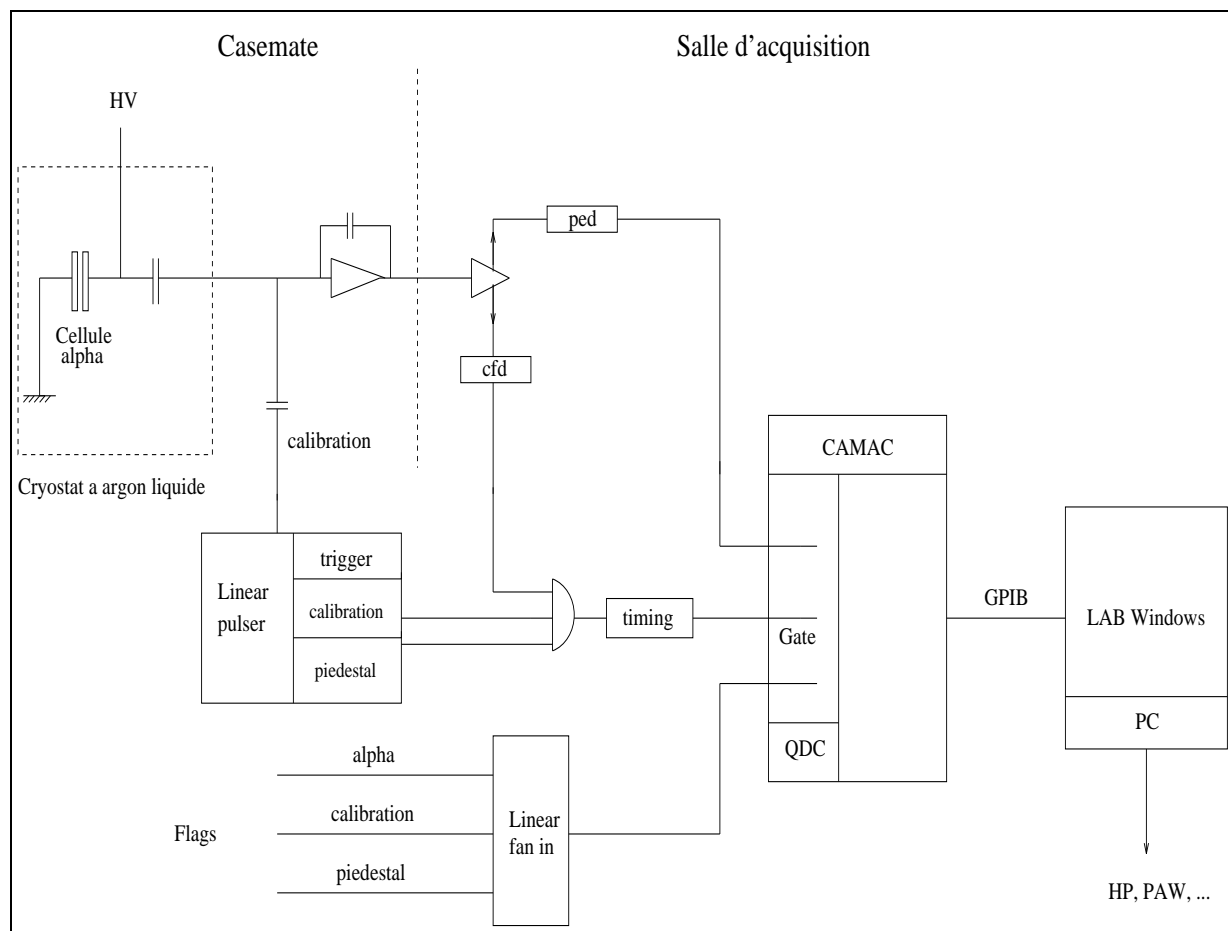 Casemate
Salle d'acquisition
HV
ped
Cellule
alpha
cfd
calibration
CAMAC
Cryostat a argon liquide
trigger
Linear
pulser
calibration
piedestal
timing
Gate
GPIB
LAB Windows
QDC
PC
alpha
calibration
Flags
piedestal
Linear
fan in
HP, PAW, ...